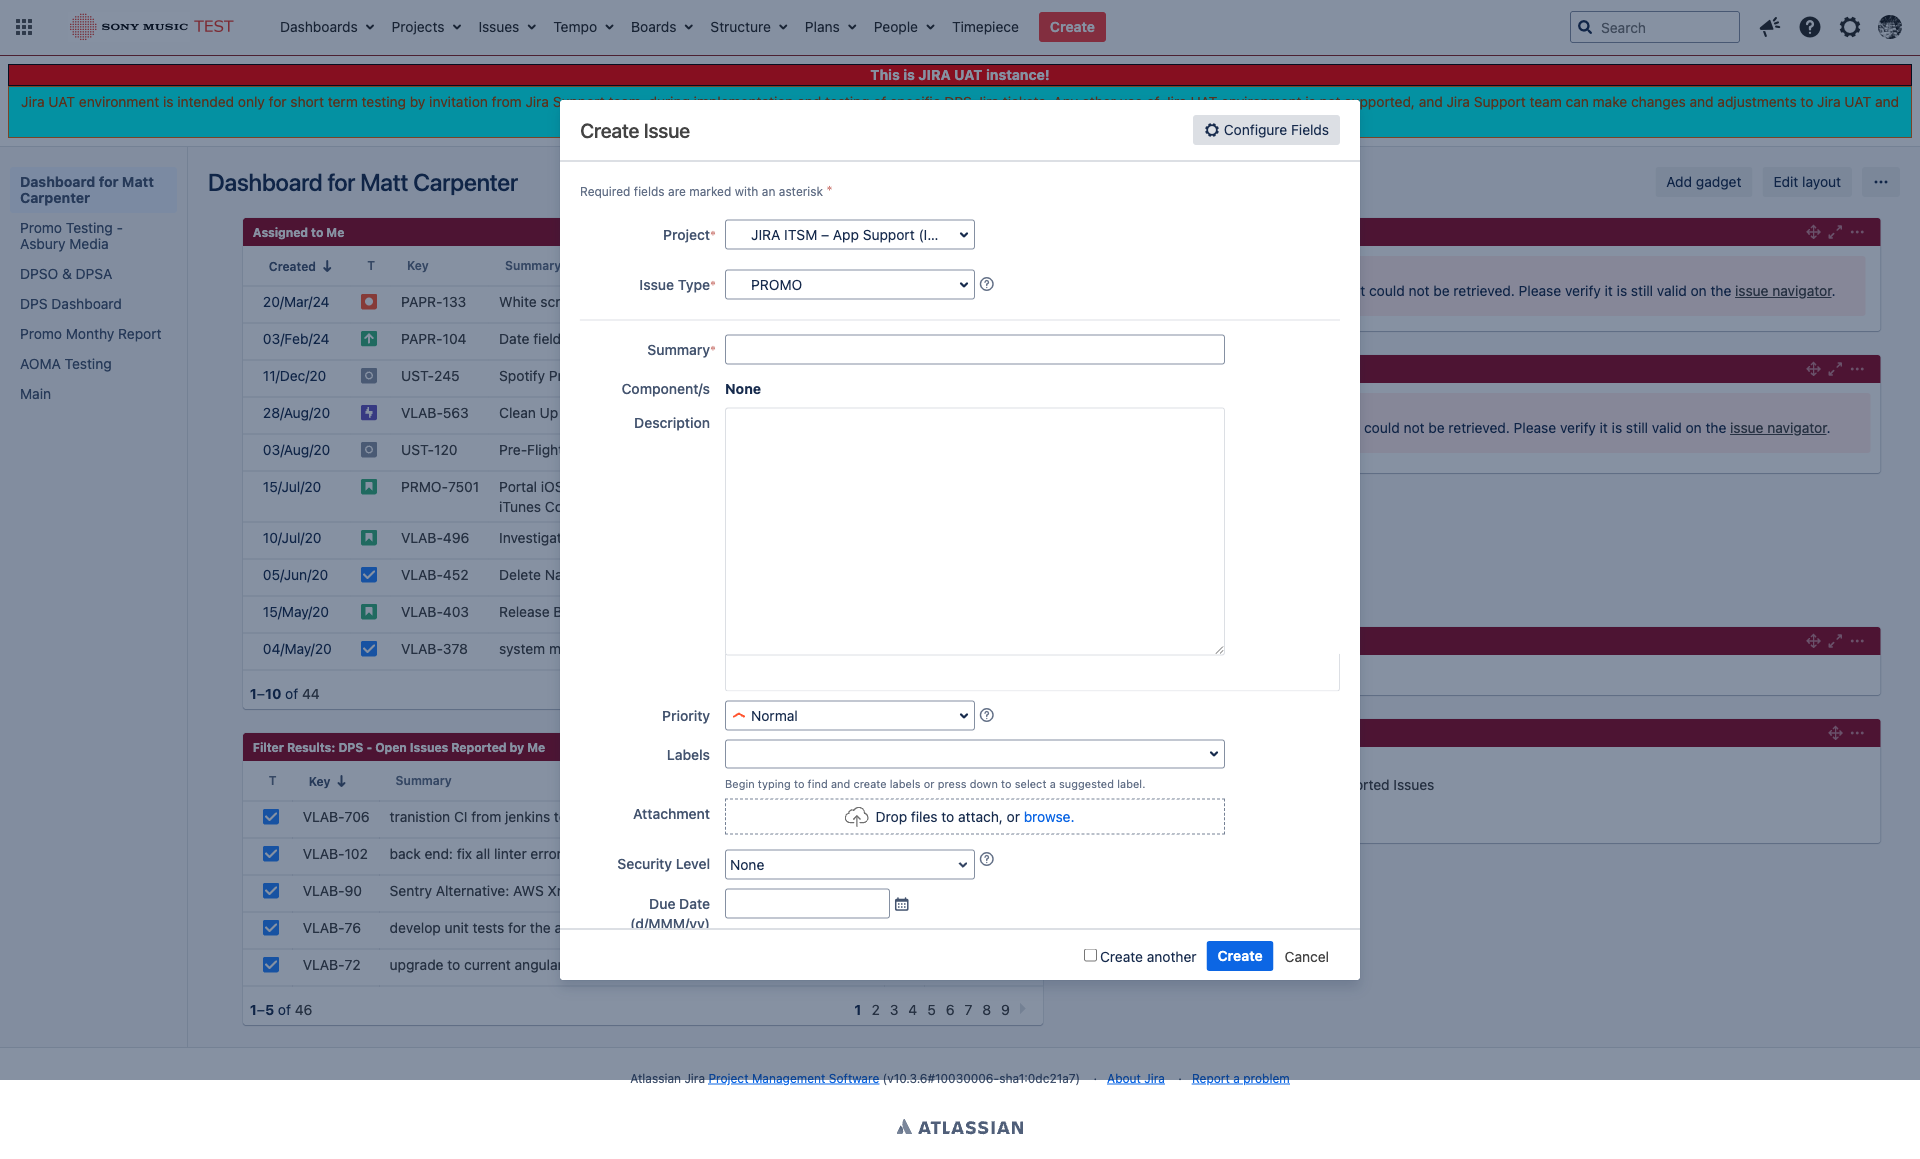 SONY MUSIC TEST
Dashboards Projects Issues Tempo Boards Structure Plans People Timepiece Create
Search
This is JIRA UAT instance!
Jira UAT environment is intended only for short term testing by invitation from Jira
pported, and Jira Support team can make changes and adjustments to Jira UAT and
Create Issue
Configure Fields
Dashboard for Matt Carpenter
Promo Testing - Asbury Media
DPSO & DPSA
DPS Dashboard
Promo Monthy Report
AOMA Testing
Main
Dashboard for Matt Carpenter
Add gadget Edit layout
Assigned to Me
Created T Key Summary
20/Mar/24 PAPR-133 White scr
03/Feb/24 PAPR-104 Date field
11/Dec/20 UST-245 Spotify Pr
28/Aug/20 VLAB-563 Clean Up
03/Aug/20 UST-120 Pre-Flight
15/Jul/20 PRMO-7501 Portal iOS
iTunes Co
10/Jul/20 VLAB-496 Investigat
05/Jun/20 VLAB-452 Delete Na
15/May/20 VLAB-403 Release B
04/May/20 VLAB-378 system m
1–10 of 44
Filter Results: DPS - Open Issues Reported by Me
T Key Summary
VLAB-706 tranistion CI from jenkins t
VLAB-102 back end: fix all linter error
VLAB-90 Sentry Alternative: AWS Xr
VLAB-76 develop unit tests for the a
VLAB-72 upgrade to current angular
1–5 of 46
1 2 3 4 5 6 7 8 9
Required fields are marked with an asterisk *
Project* JIRA ITSM – App Support (I...
Issue Type* PROMO
Summary*
Component/s None
Description
Priority Normal
Labels
Begin typing to find and create labels or press down to select a suggested label.
Attachment Drop files to attach, or browse.
Security Level None
Due Date
(d/MMM/yy)
Create another Create Cancel
t could not be retrieved. Please verify it is still valid on the issue navigator.
could not be retrieved. Please verify it is still valid on the issue navigator.
orted Issues
Atlassian Jira Project Management Software (v10.3.6#10030006-sha1:0dc21a7) · About Jira · Report a problem
ATLASSIAN